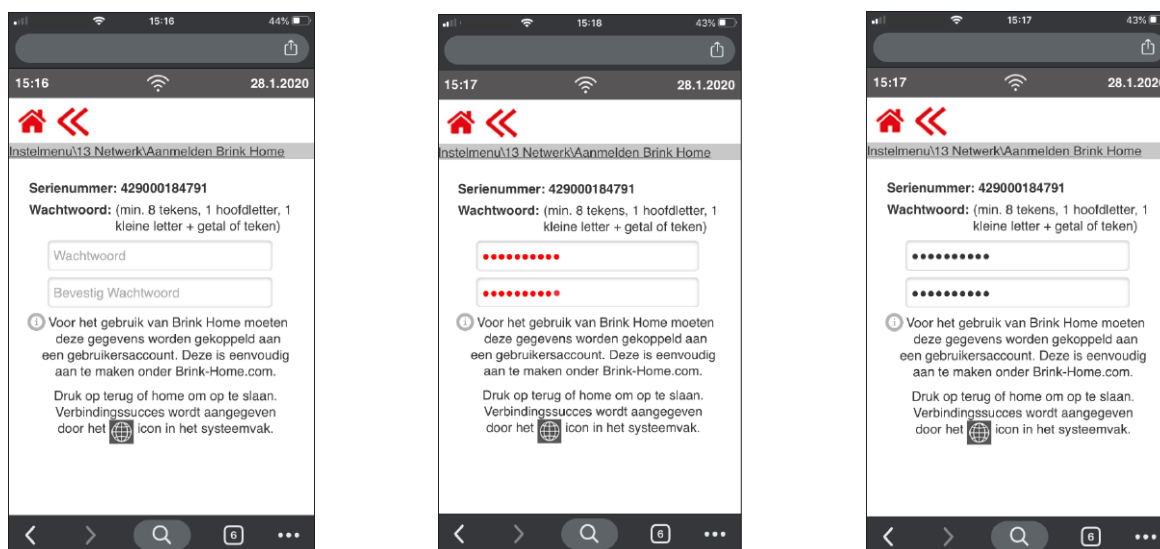 15:16
44%
15:16
28.1.2020
Instelmenu\13 Netwerk\Aanmelden Brink Home
Serienummer: 429000184791
Wachtwoord: (min. 8 tekens, 1 hoofdletter, 1
kleine letter + getal of teken)
Wachtwoord
Bevestig Wachtwoord
Voor het gebruik van Brink Home moeten
deze gegevens worden gekoppeld aan
een gebruikersaccount. Deze is eenvoudig
aan te maken onder Brink-Home.com.
Druk op terug of home om op te slaan.
Verbindingssucces wordt aangegeven
door het icon in het systeemvak.
6
15:18
43%
15:17
28.1.2020
Instelmenu\13 Netwerk\Aanmelden Brink Home
Serienummer: 429000184791
Wachtwoord: (min. 8 tekens, 1 hoofdletter, 1
kleine letter + getal of teken)
Voor het gebruik van Brink Home moeten
deze gegevens worden gekoppeld aan
een gebruikersaccount. Deze is eenvoudig
aan te maken onder Brink-Home.com.
Druk op terug of home om op te slaan.
Verbindingssucces wordt aangegeven
door het icon in het systeemvak.
6
15:17
43%
15:17
28.1.2020
Instelmenu\13 Netwerk\Aanmelden Brink Home
Serienummer: 429000184791
Wachtwoord: (min. 8 tekens, 1 hoofdletter, 1
kleine letter + getal of teken)
Voor het gebruik van Brink Home moeten
deze gegevens worden gekoppeld aan
een gebruikersaccount. Deze is eenvoudig
aan te maken onder Brink-Home.com.
Druk op terug of home om op te slaan.
Verbindingssucces wordt aangegeven
door het icon in het systeemvak.
6